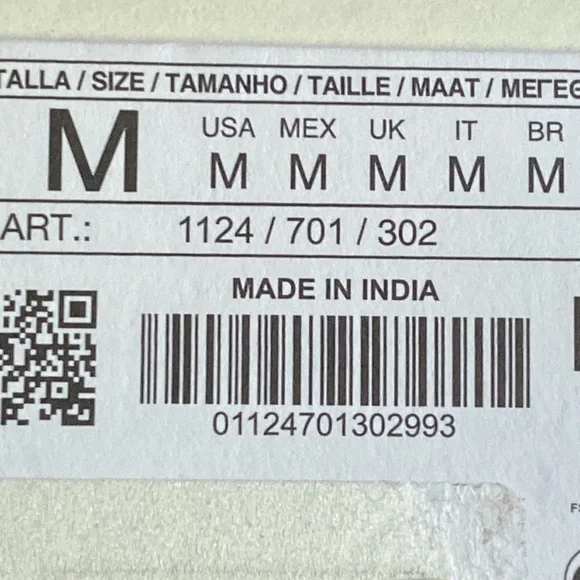 TALLA / SIZE / TAMANHO / TAILLE / MAAT / ΜΕΓΕΘ
M
USA MEX UK IT BR
M M M M M
ART.: 1124 / 701 / 302
MADE IN INDIA
01124701302993